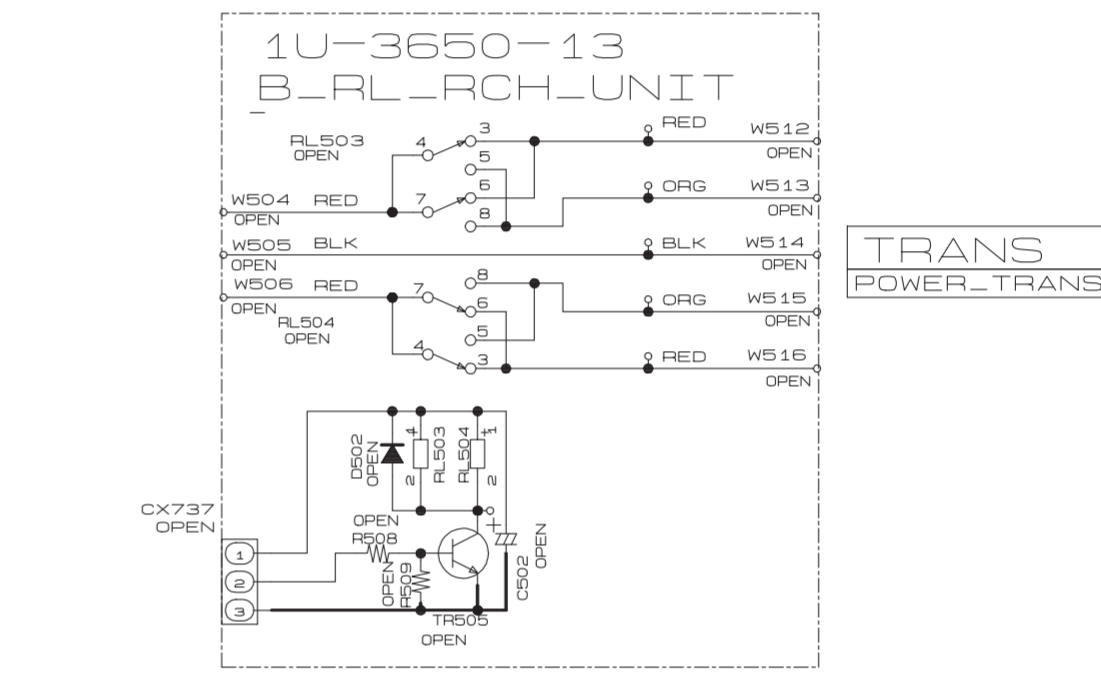 1U-3650-13
_B_RL_RCH_UNIT
RL503
OPEN
4
3
5
RED
W512
OPEN
W504 RED
OPEN
7
6
8
ORG
W513
OPEN
W505 BLK
OPEN
BLK
W514
OPEN
W506 RED
OPEN
RL504
OPEN
7
8
6
5
4
3
ORG
W515
OPEN
RED
W516
OPEN
TRANS
POWER_TRANS
D502
OPEN
1
+
2
RL503
RL504
+
1
2
CX737
OPEN
1
2
3
OPEN
R508
OPEN
R509
TR505
OPEN
+
C502
OPEN